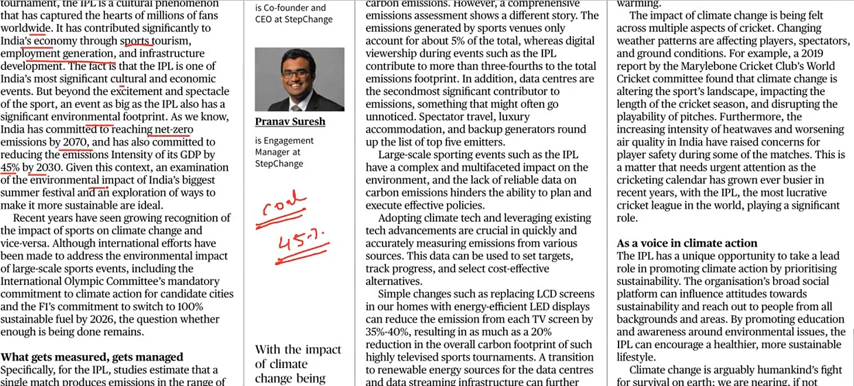 tournament, the IPL is a cultural phenomenon
that has captured the hearts of millions of fans
worldwide. It has contributed significantly to
India's economy through sports tourism,
employment generation, and infrastructure
development. The fact is that the IPL is one of
India's most significant cultural and economic
events. But beyond the excitement and spectacle
of the sport, an event as big as the IPL also has a
significant environmental footprint. As we know,
India has committed to reaching net-zero
emissions by 2070, and has also committed to
reducing the emissions Intensity of its GDP by
45% by 2030. Given this context, an examination
of the environmental impact of India's biggest
summer festival and an exploration of ways to
make it more sustainable are ideal.
Recent years have seen growing recognition of
the impact of sports on climate change and
vice-versa. Although international efforts have
been made to address the environmental impact
of large-scale sports events, including the
International Olympic Committee's mandatory
commitment to climate action for candidate cities
and the F1's commitment to switch to 100%
sustainable fuel by 2026, the question whether
enough is being done remains.
What gets measured, gets managed
Specifically, for the IPL, studies estimate that a
single match produces emissions in the range of
is Co-founder and
CEO at StepChange
Pranav Suresh
is Engagement
Manager at
StepChange
coal
45%
With the impact
of climate
change being
carbon emissions. However, a comprehensive
emissions assessment shows a different story. The
emissions generated by sports venues only
account for about 5% of the total, whereas digital
viewership during events such as the IPL
contribute to more than three-fourths to the total
emissions footprint. In addition, data centres are
the secondmost significant contributor to
emissions, something that might often go
unnoticed. Spectator travel, luxury
accommodation, and backup generators round
up the list of top five emitters.
Large-scale sporting events such as the IPL
have a complex and multifaceted impact on the
environment, and the lack of reliable data on
carbon emissions hinders the ability to plan and
execute effective policies.
Adopting climate tech and leveraging existing
tech advancements are crucial in quickly and
accurately measuring emissions from various
sources. This data can be used to set targets,
track progress, and select cost-effective
alternatives.
Simple changes such as replacing LCD screens
in our homes with energy-efficient LED displays
can reduce the emission from each TV screen by
35%-40%, resulting in as much as a 20%
reduction in the overall carbon footprint of such
highly televised sports tournaments. A transition
to renewable energy sources for the data centres
and data streaming infrastructure can further
warming.
The impact of climate change is being felt
across multiple aspects of cricket. Changing
weather patterns are affecting players, spectators,
and ground conditions. For example, a 2019
report by the Marylebone Cricket Club's World
Cricket committee found that climate change is
altering the sport's landscape, impacting the
length of the cricket season, and disrupting the
playability of pitches. Furthermore, the
increasing intensity of heatwaves and worsening
air quality in India have raised concerns for
player safety during some of the matches. This is
a matter that needs urgent attention as the
cricketing calendar has grown ever busier in
recent years, with the IPL, the most lucrative
cricket league in the world, playing a significant
role.
As a voice in climate action
The IPL has a unique opportunity to take a lead
role in promoting climate action by prioritising
sustainability. The organisation's broad social
platform can influence attitudes towards
sustainability and reach out to people from all
backgrounds and areas. By promoting education
and awareness around environmental issues, the
IPL can encourage a healthier, more sustainable
lifestyle.
Climate change is arguably humankind's fight
for survival on earth; we are nearing, if not